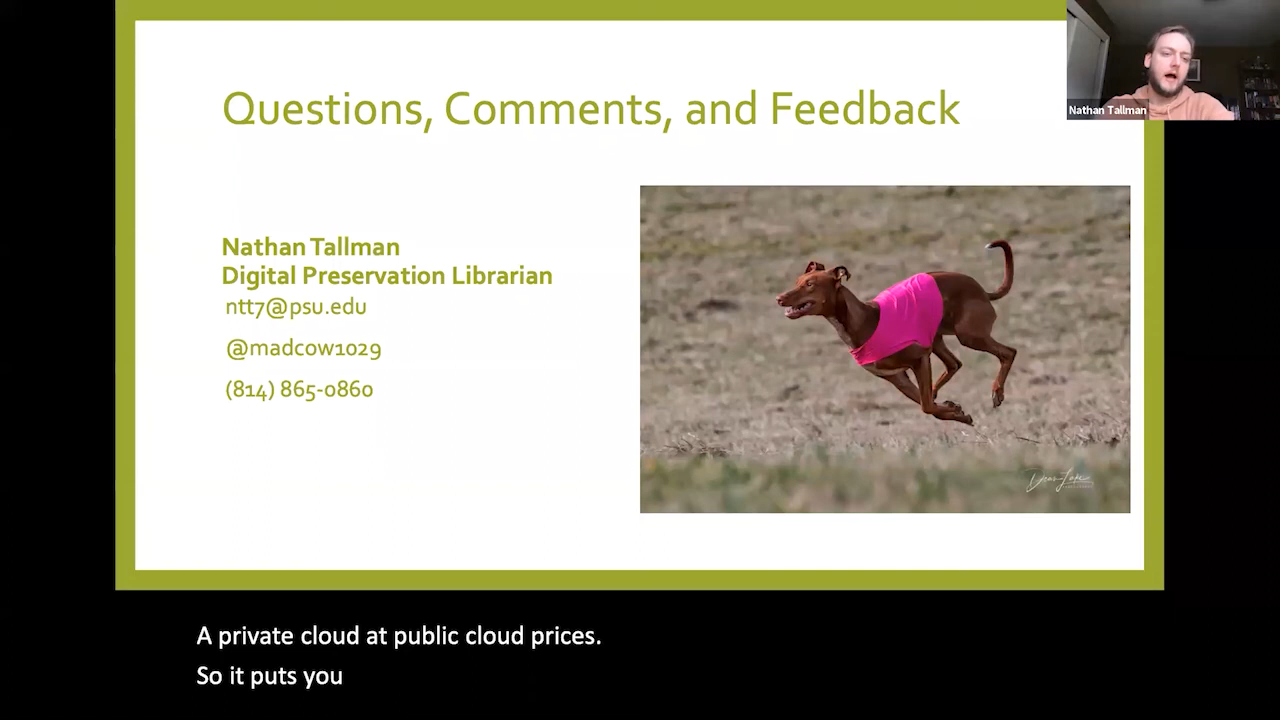 Questions, Comments, and Feedback
Nathan Tallman
Nathan Tallman
Digital Preservation Librarian
ntt7@psu.edu
@madcow1029
(814) 865-0860
A private cloud at public cloud prices.
So it puts you